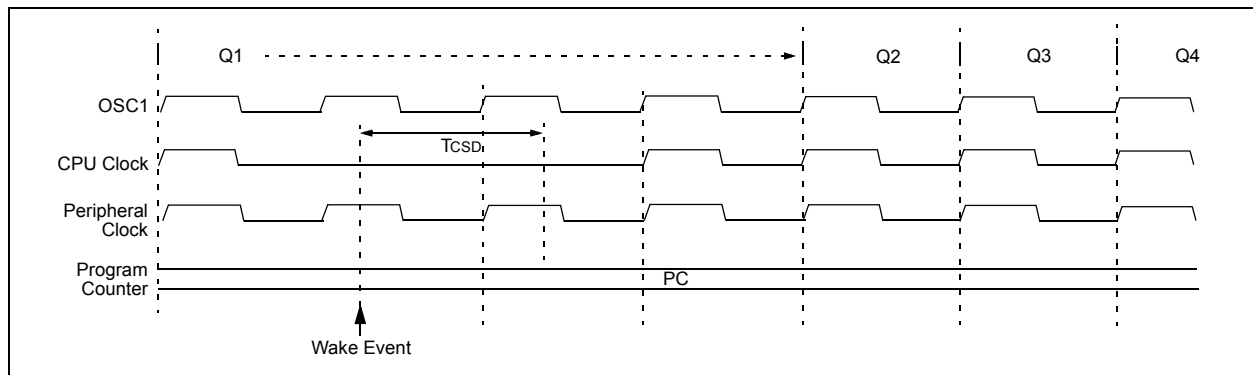 Q1 Q2 Q3 Q4
OSC1
TCSD
CPU Clock
Peripheral
Clock
Program
Counter
PC
Wake Event